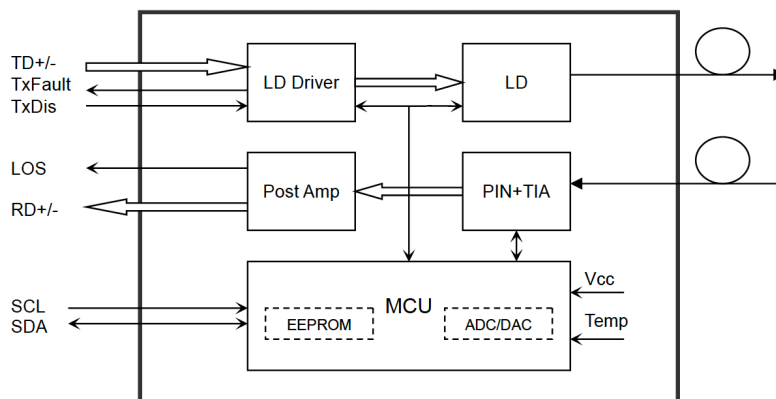 TD+/-
TxFault
TxDis
LD Driver
LD
LOS
RD+/-
Post Amp
PIN+TIA
SCL
SDA
MCU
EEPROM
ADC/DAC
Vcc
Temp